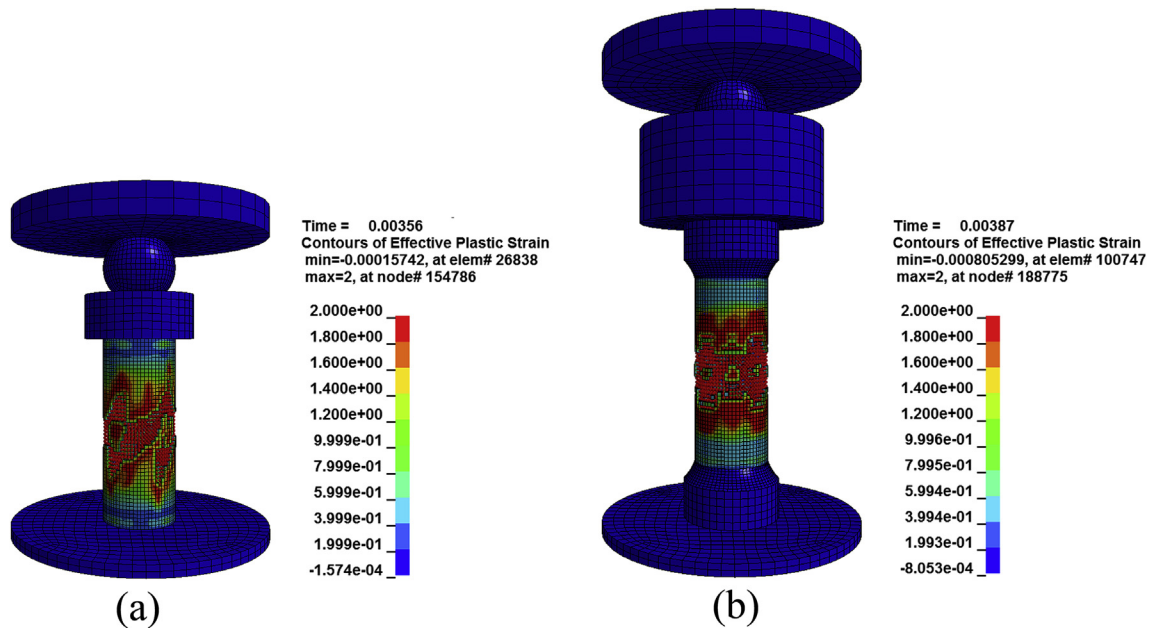 Time = 0.00356
Contours of Effective Plastic Strain
min=-0.00015742, at elem# 26838
max=2, at node# 154786
2.000e+00
1.800e+00
1.600e+00
1.400e+00
1.200e+00
9.999e-01
7.999e-01
5.999e-01
3.999e-01
1.999e-01
-1.574e-04
(a)
Time = 0.00387
Contours of Effective Plastic Strain
min=-0.000805299, at elem# 100747
max=2, at node# 188775
2.000e+00
1.800e+00
1.600e+00
1.400e+00
1.200e+00
9.996e-01
7.995e-01
5.994e-01
3.994e-01
1.993e-01
-8.053e-04
(b)